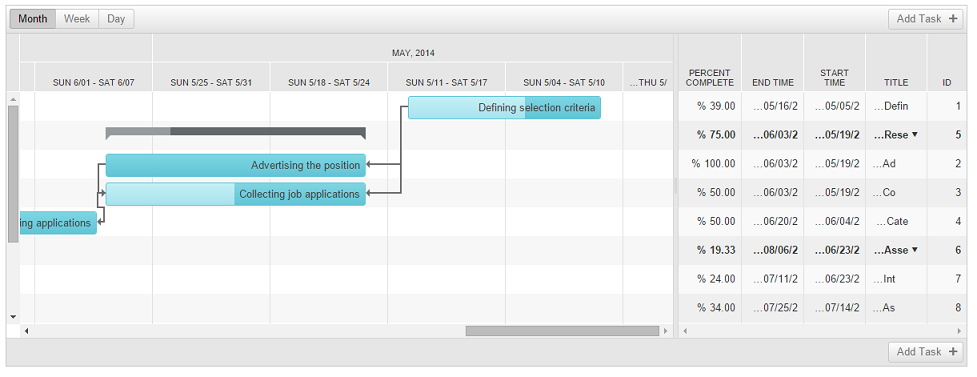 Month Week Day Add Task +
MAY, 2014
SUN 6/01 - SAT 6/07 SUN 5/25 - SAT 5/31 SUN 5/18 - SAT 5/24 SUN 5/11 - SAT 5/17 SUN 5/04 - SAT 5/10 ...THU 5/
PERCENT COMPLETE END TIME START TIME TITLE ID
Defining selection criteria % 39.00 ...05/16/2 ...05/05/2 ...Defin 1
% 75.00 ...06/03/2 ...05/19/2 ...Rese 5
Advertising the position % 100.00 ...06/03/2 ...05/19/2 ...Ad 2
Collecting job applications % 50.00 ...06/03/2 ...05/19/2 ...Co 3
ing applications % 50.00 ...06/20/2 ...06/04/2 ...Cate 4
% 19.33 ...08/06/2 ...06/23/2 ...Asse 6
% 24.00 ...07/11/2 ...06/23/2 ...Int 7
% 34.00 ...07/25/2 ...07/14/2 ...As 8
Add Task +